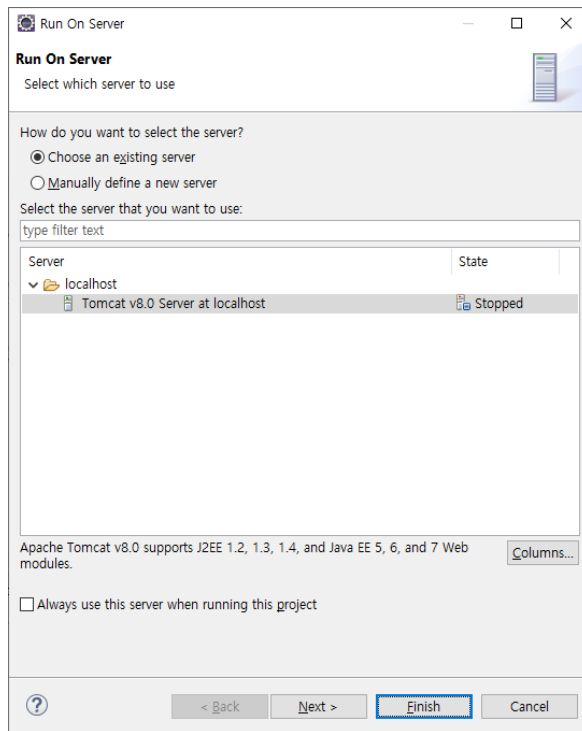 Run On Server
Run On Server
Select which server to use
How do you want to select the server?
Choose an existing server
Manually define a new server
Select the server that you want to use:
type filter text
Server State
localhost
Tomcat v8.0 Server at localhost Stopped
Apache Tomcat v8.0 supports J2EE 1.2, 1.3, 1.4, and Java EE 5, 6, and 7 Web
modules.
Columns...
Always use this server when running this project
? < Back Next > Finish Cancel